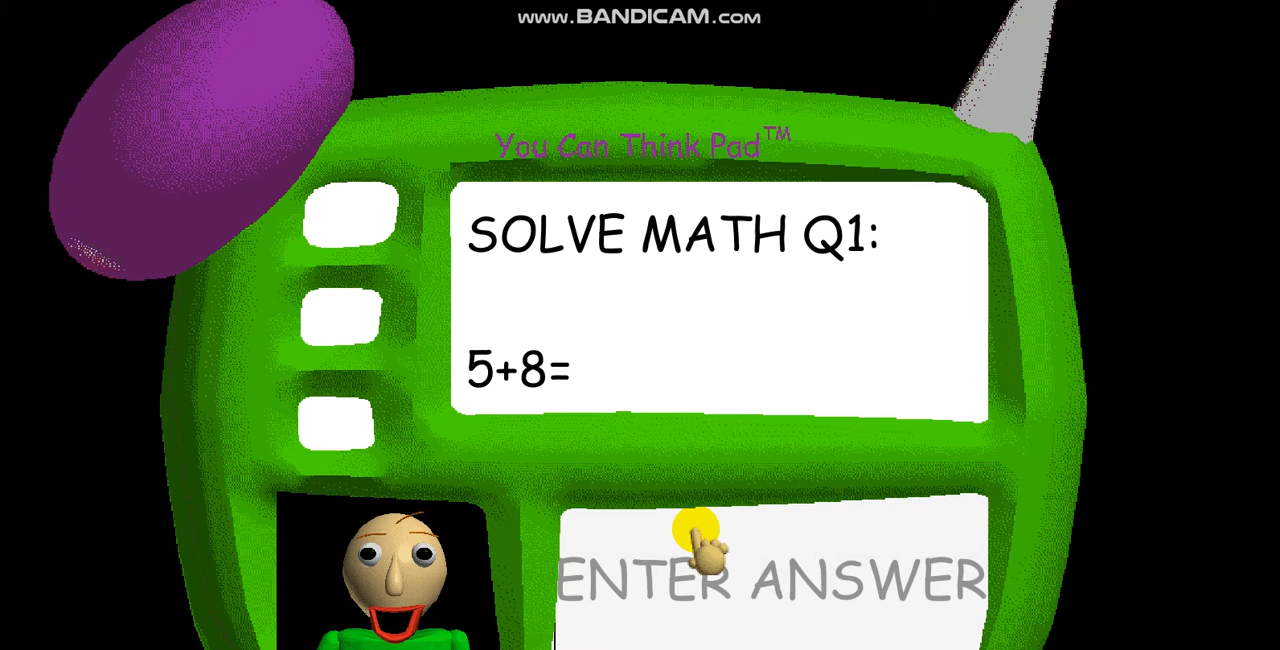 www.BANDICAM.com
You Can Think Pad™
SOLVE MATH Q1:
5+8=
ENTER ANSWER